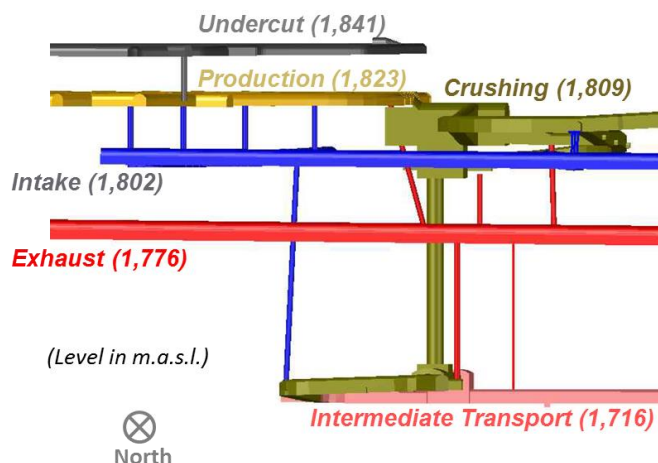 Undercut (1,841)
Production (1,823)
Crushing (1,809)
Intake (1,802)
Exhaust (1,776)
(Level in m.a.s.l.)
Intermediate Transport (1,716)
North